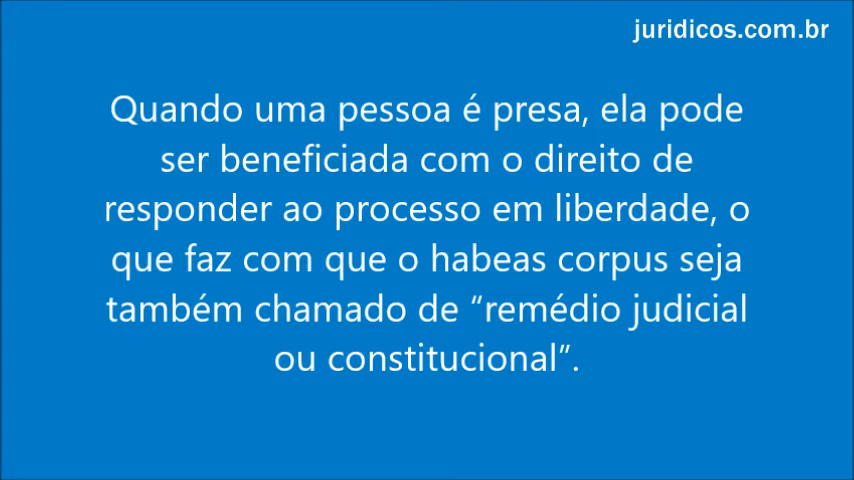 juridicos.com.br
Quando uma pessoa é presa, ela pode
ser beneficiada com o direito de
responder ao processo em liberdade, o
que faz com que o habeas corpus seja
também chamado de “remédio judicial
ou constitucional”.